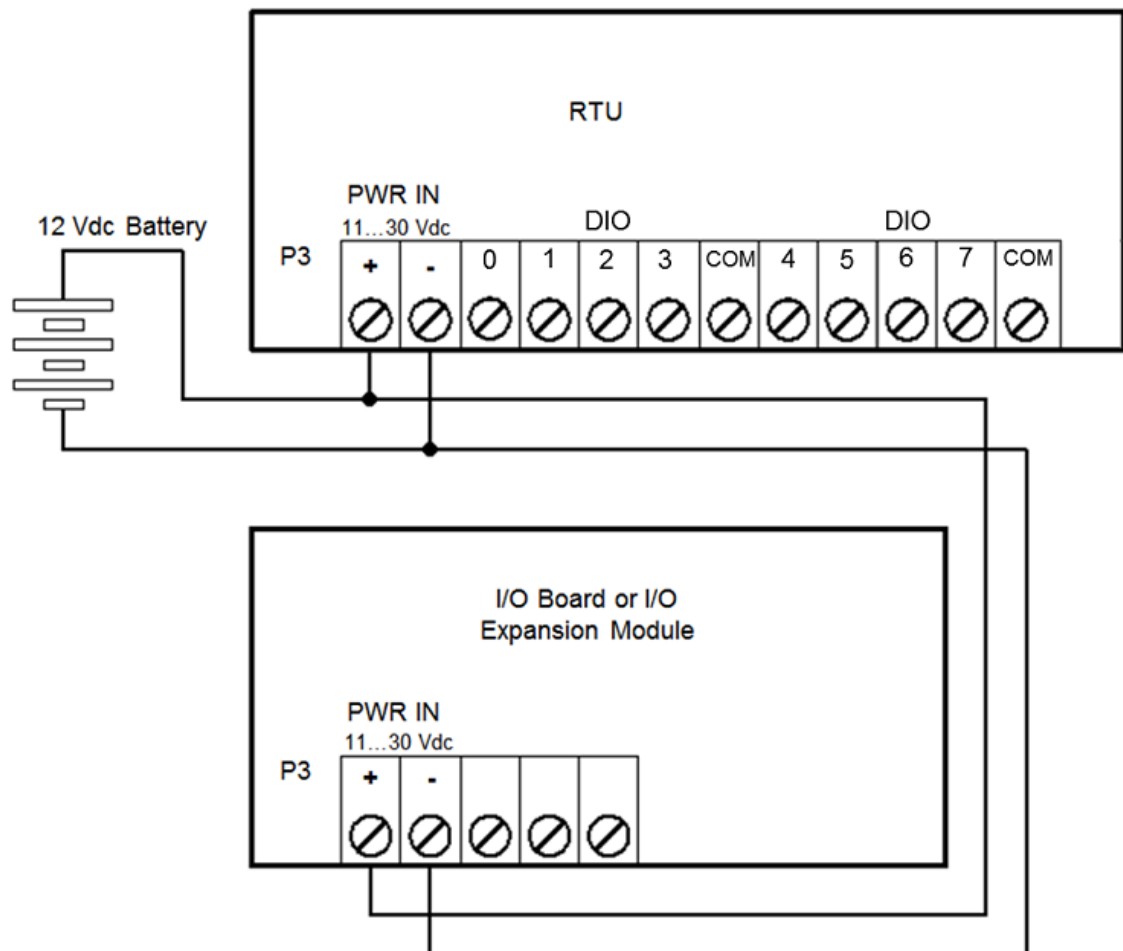 RTU
PWR IN
12 Vdc Battery
11...30 Vdc
DIO
DIO
P3
+ - 0 1 2 3 COM 4 5 6 7 COM
I/O Board or I/O
Expansion Module
PWR IN
11...30 Vdc
P3
+ -